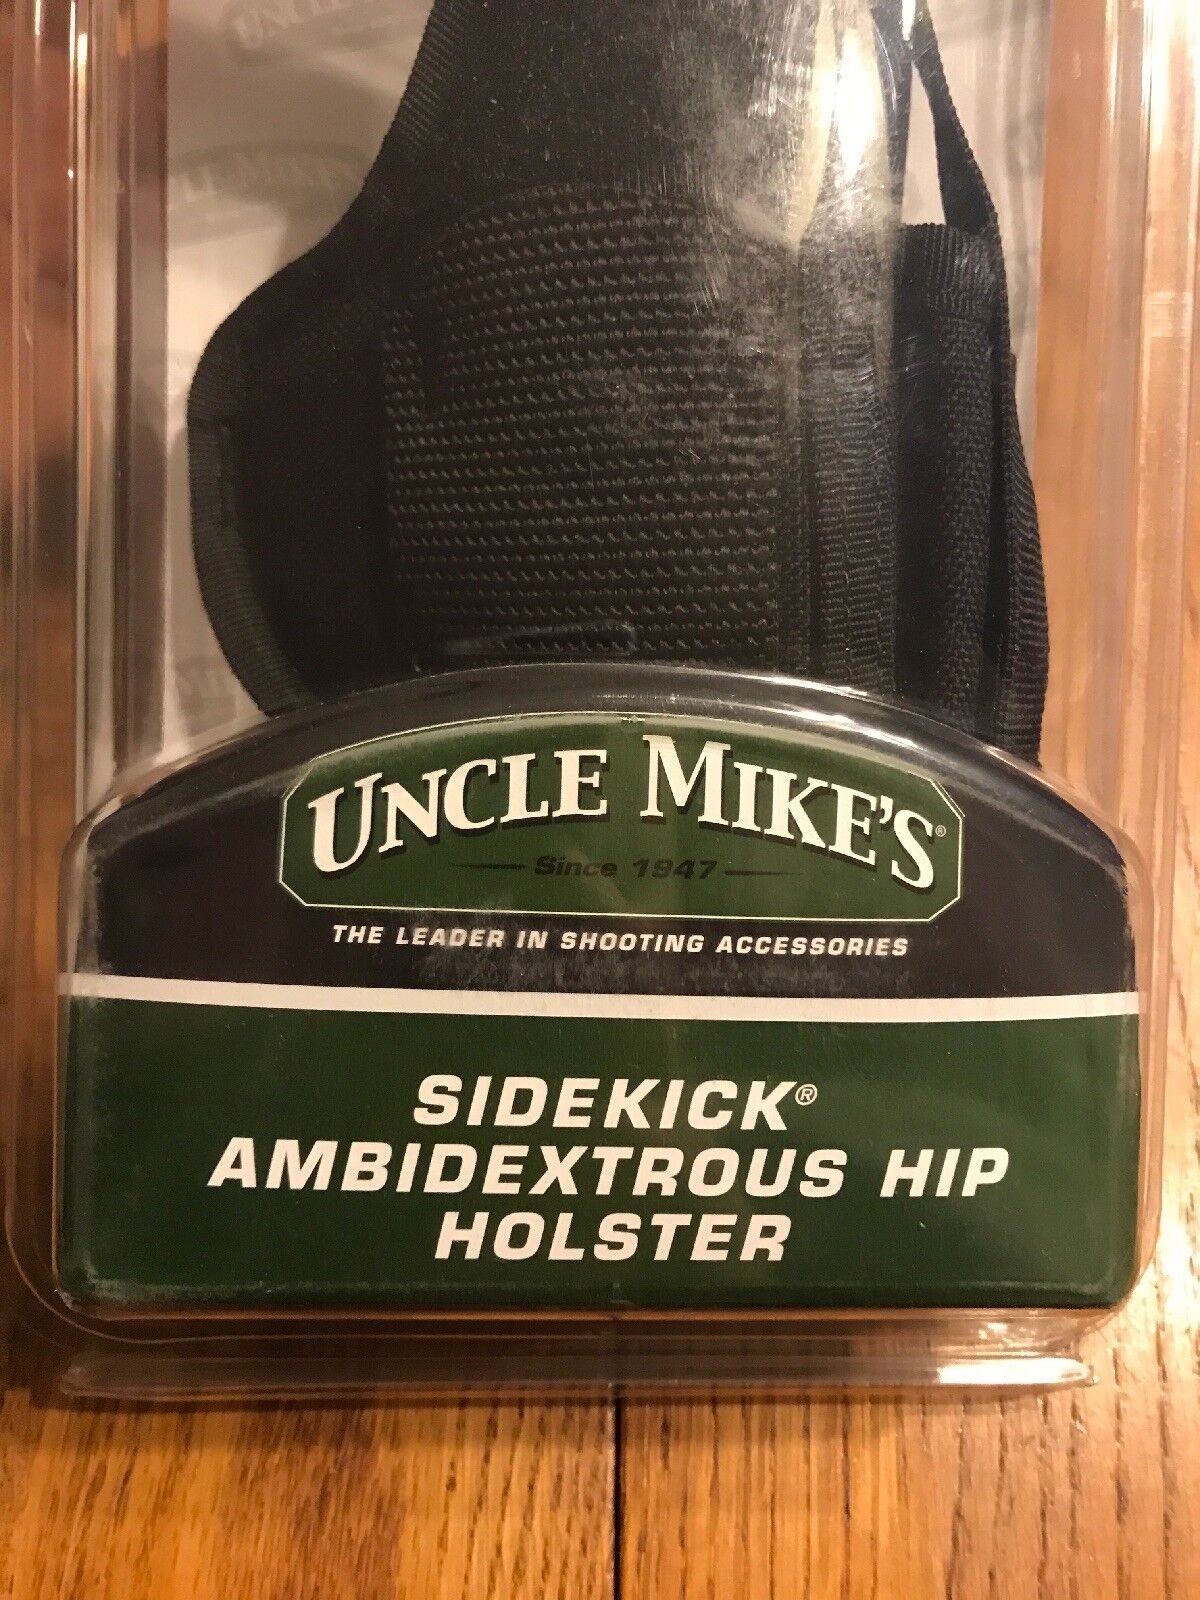 UNCLE MIKE'S®
Since 1947
THE LEADER IN SHOOTING ACCESSORIES
SIDEKICK®
AMBIDEXTROUS HIP
HOLSTER